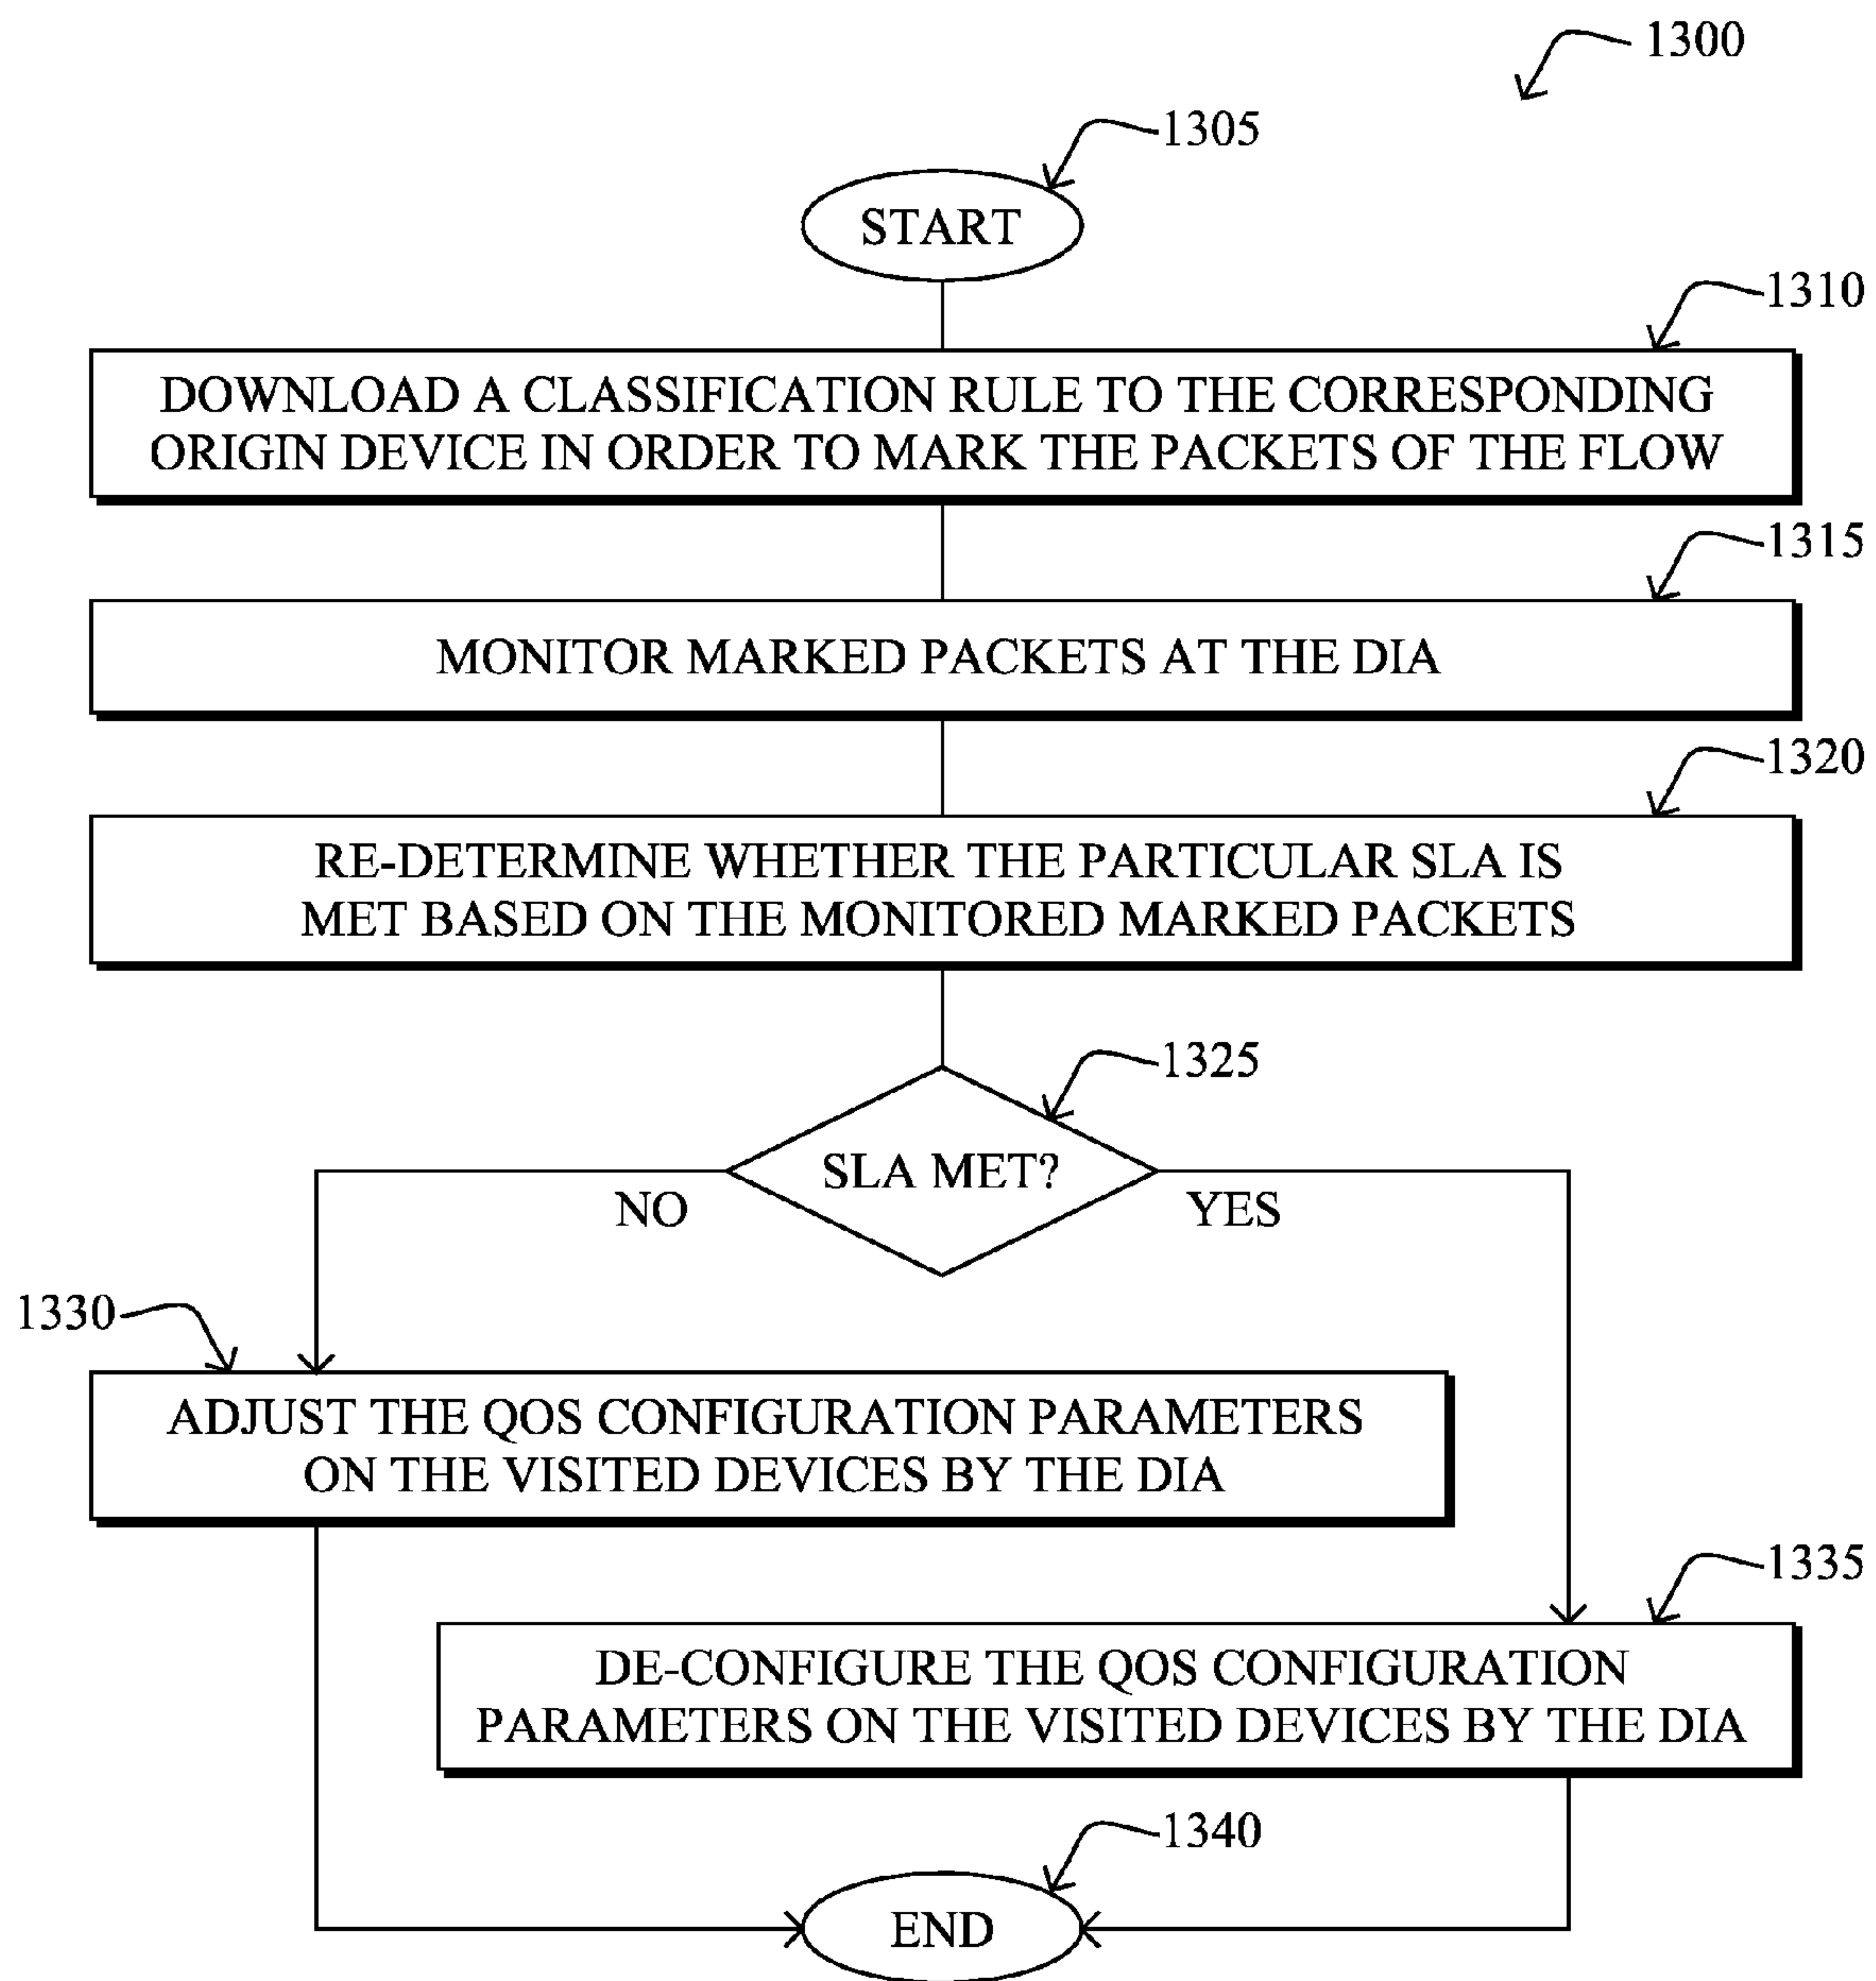 1300
1305
START
1310
DOWNLOAD A CLASSIFICATION RULE TO THE CORRESPONDING
ORIGIN DEVICE IN ORDER TO MARK THE PACKETS OF THE FLOW
1315
MONITOR MARKED PACKETS AT THE DIA
1320
RE-DETERMINE WHETHER THE PARTICULAR SLA IS
MET BASED ON THE MONITORED MARKED PACKETS
1325
SLA MET?
NO
YES
1330
ADJUST THE QOS CONFIGURATION PARAMETERS
ON THE VISITED DEVICES BY THE DIA
1335
DE-CONFIGURE THE QOS CONFIGURATION
PARAMETERS ON THE VISITED DEVICES BY THE DIA
1340
END